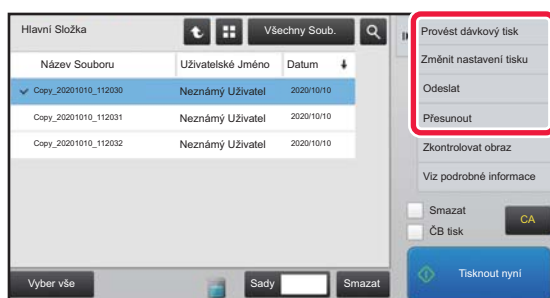 Hlavní Složka
Všechny Soub.
Název Souboru Uživatelské Jméno Datum
Copy_20201010_112030 Neznámý Uživatel 2020/10/10
Copy_20201010_112031 Neznámý Uživatel 2020/10/10
Copy_20201010_112032 Neznámý Uživatel 2020/10/10
Vyber vše
Sady
Smazat
Provést dávkový tisk
Změnit nastavení tisku
Odeslat
Přesunout
Zkontrolovat obraz
Viz podrobné informace
Smazat
ČB tisk
CA
Tisknout nyní